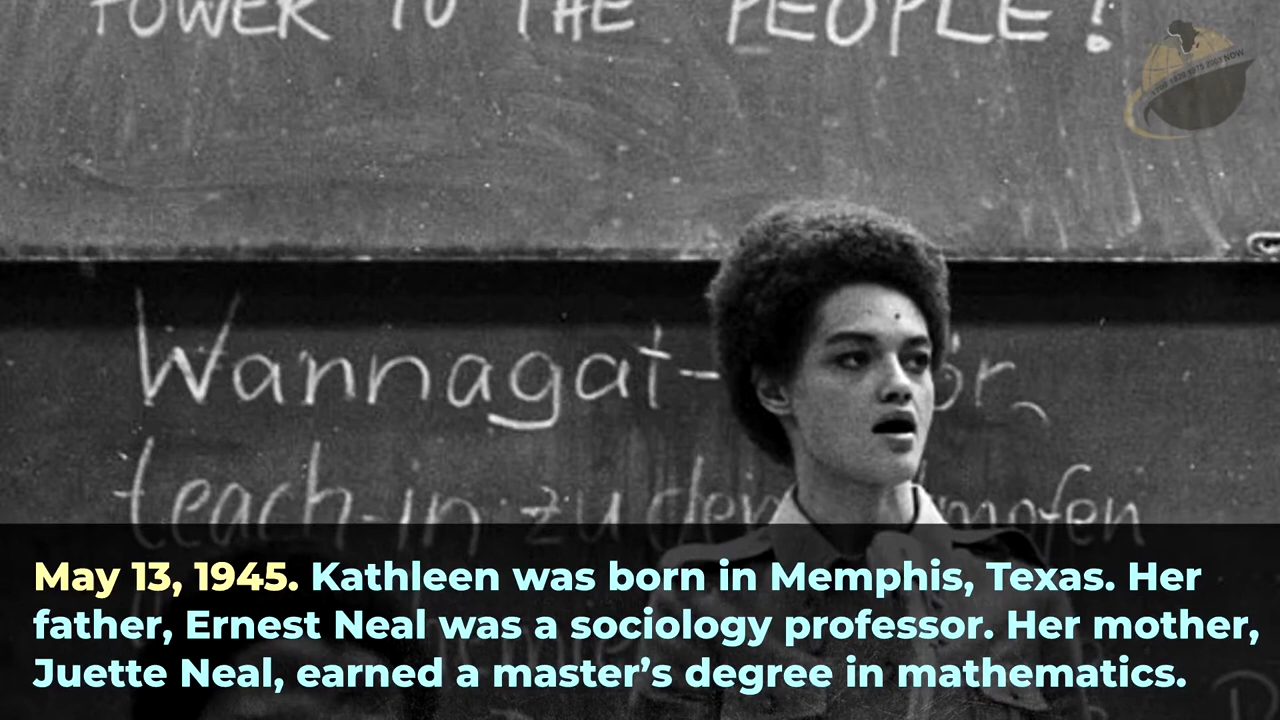 POWER TO THE PEOPLE!
Wannagat-
teach-in zu den
May 13, 1945. Kathleen was born in Memphis, Texas. Her
father, Ernest Neal was a sociology professor. Her mother,
Juette Neal, earned a master’s degree in mathematics.